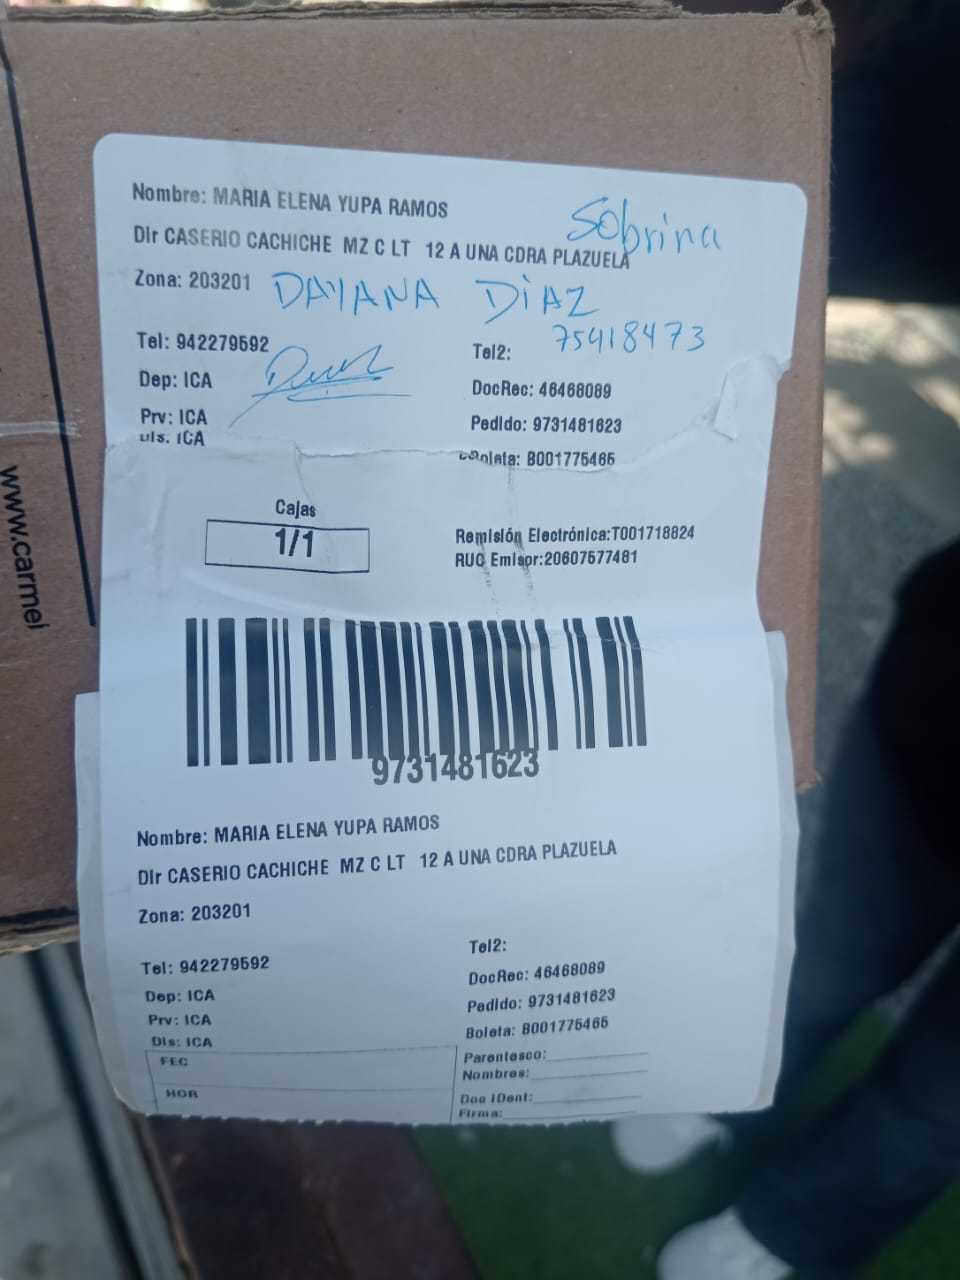 Nombre: MARIA ELENA YUPA RAMOS
Sobrina
Dir CASERIO CACHICHE MZ C LT 12 A UNA CDRA PLAZUELA
Zona: 203201
DAYANA DIAZ
75418473
Tel: 942279592
Tel2:
Dep: ICA
DocRec: 46468089
Prv: ICA
Pedido: 9731481623
Dis: ICA
Boleta: B001775465
Cajas
1/1
Remisión Electrónica:T001718824
RUC Emisor:20607577481
9731481623
Nombre: MARIA ELENA YUPA RAMOS
Dir CASERIO CACHICHE MZ C LT 12 A UNA CDRA PLAZUELA
Zona: 203201
Tel: 942279592
Tel2:
Dep: ICA
DocRec: 46468089
Prv: ICA
Pedido: 9731481623
Dis: ICA
Boleta: B001775465
FEC
Parentesco:
Nombres:
HOR
Doc IDent:
Firma:
www.carmel